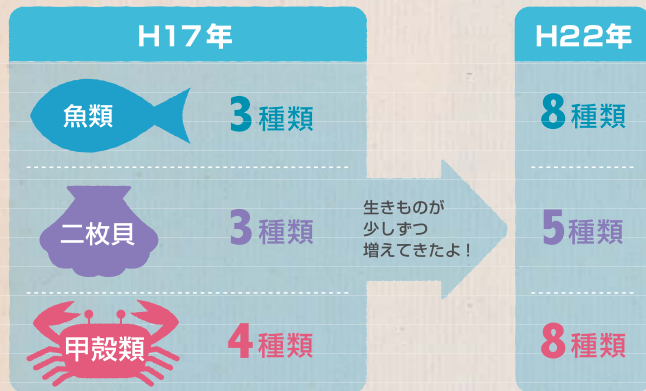 H17年
H22年
魚類
3種類
8種類
生きものが
少しずつ
増えてきたよ！
二枚貝
3種類
5種類
甲殻類
4種類
8種類